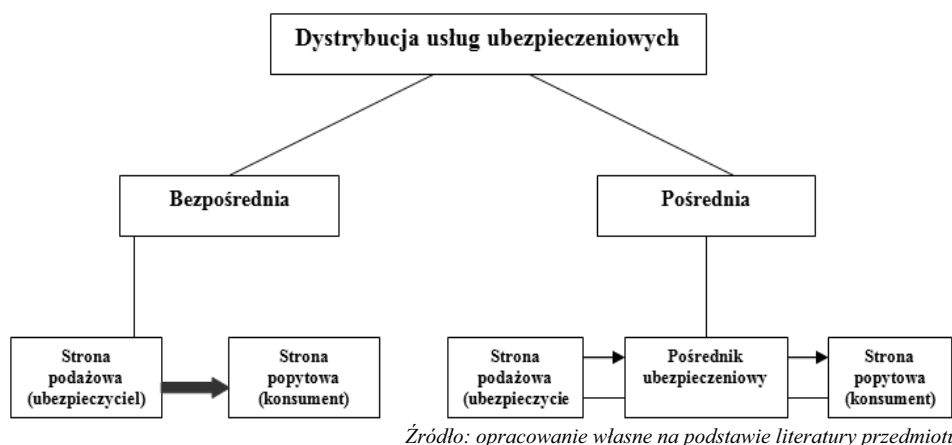 Dystrybucja usług ubezpieczeniowych
Bezpośrednia
Pośrednia
Strona
podażowa
(ubezpieczyciel)
Strona
popytowa
(konsument)
Strona
podażowa
(ubezpieczycie
Pośrednik
ubezpieczeniowy
Strona
popytowa
(konsument)
Źródło: opracowanie własne na podstawie literatury przedmiot